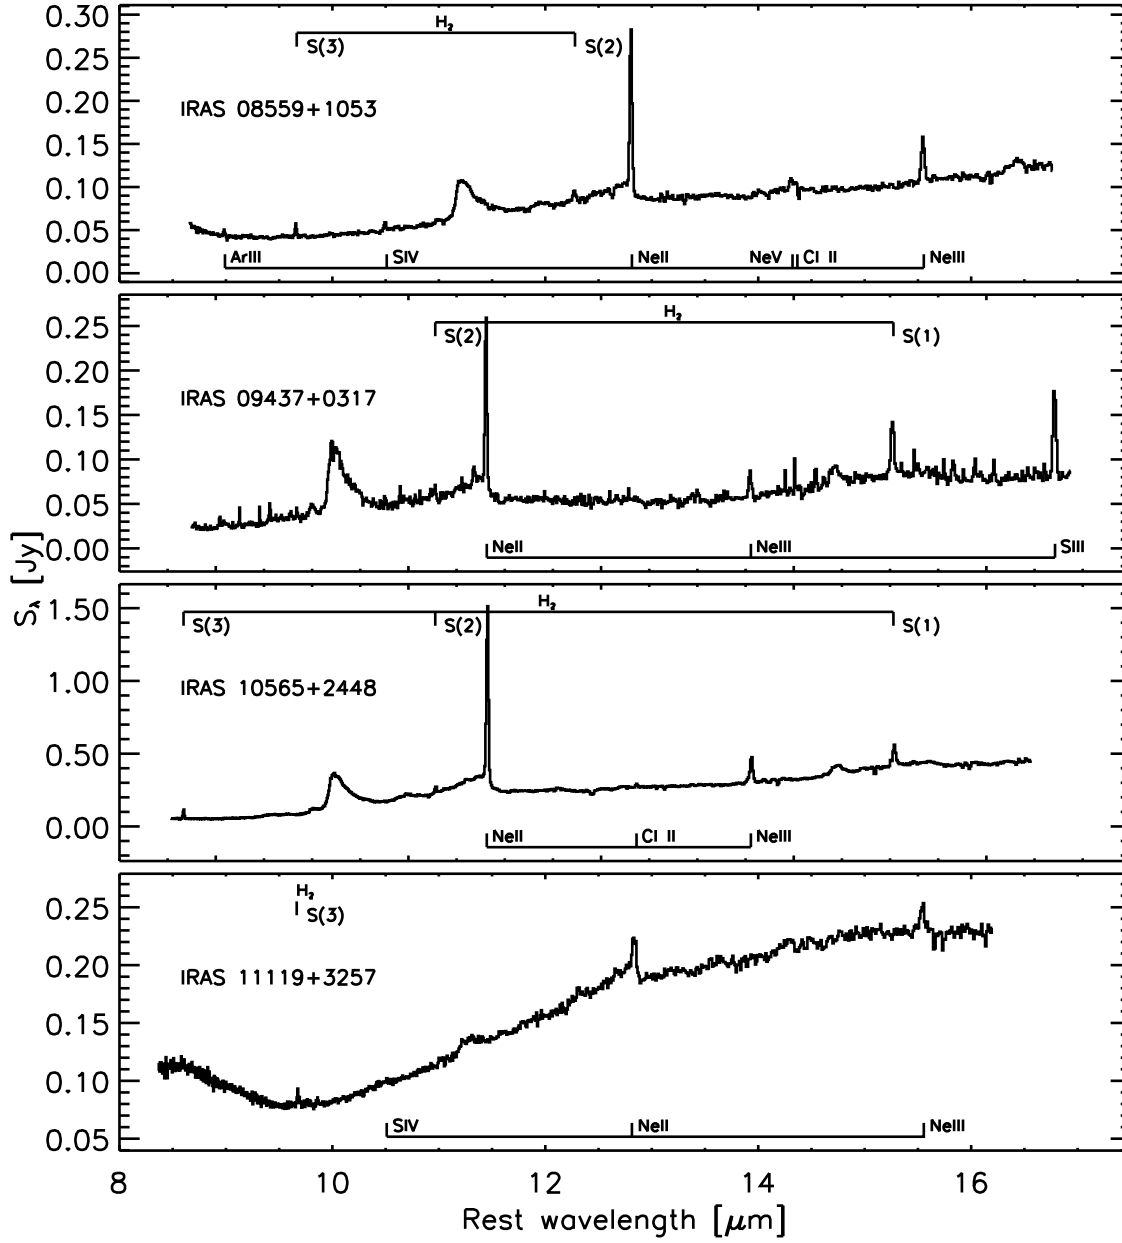 0.30
0.25
0.20
0.15
0.10
0.05
0.00
H₂
S(3)
S(2)
IRAS 08559+1053
ArIII
SIV
NeII
NeV
Cl II
NeIII
0.25
0.20
0.15
0.10
0.05
0.00
H₂
S(2)
S(1)
IRAS 09437+0317
NeII
NeIII
SIII
1.50
1.00
0.50
0.00
H₂
S(3)
S(2)
S(1)
IRAS 10565+2448
NeII
Cl II
NeIII
0.25
0.20
0.15
0.10
0.05
H₂
S(3)
IRAS 11119+3257
SIV
NeII
NeIII
8 10 12 14 16
Rest wavelength [μm]
S_λ [Jy]